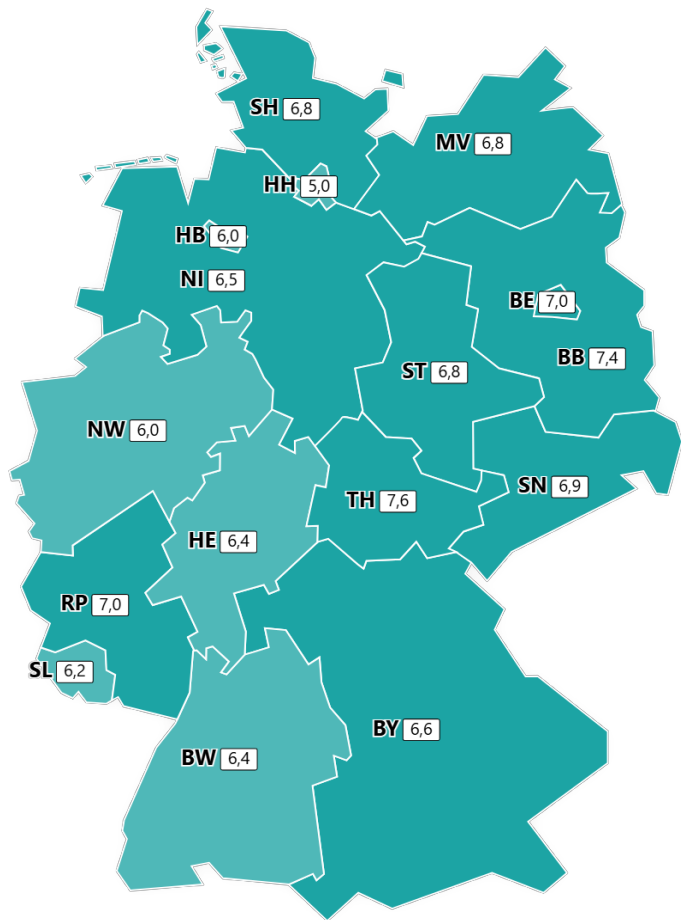 SH 6,8
MV 6,8
HH 5,0
HB 6,0
NI 6,5
BE 7,0
BB 7,4
ST 6,8
NW 6,0
SN 6,9
TH 7,6
HE 6,4
RP 7,0
SL 6,2
BY 6,6
BW 6,4